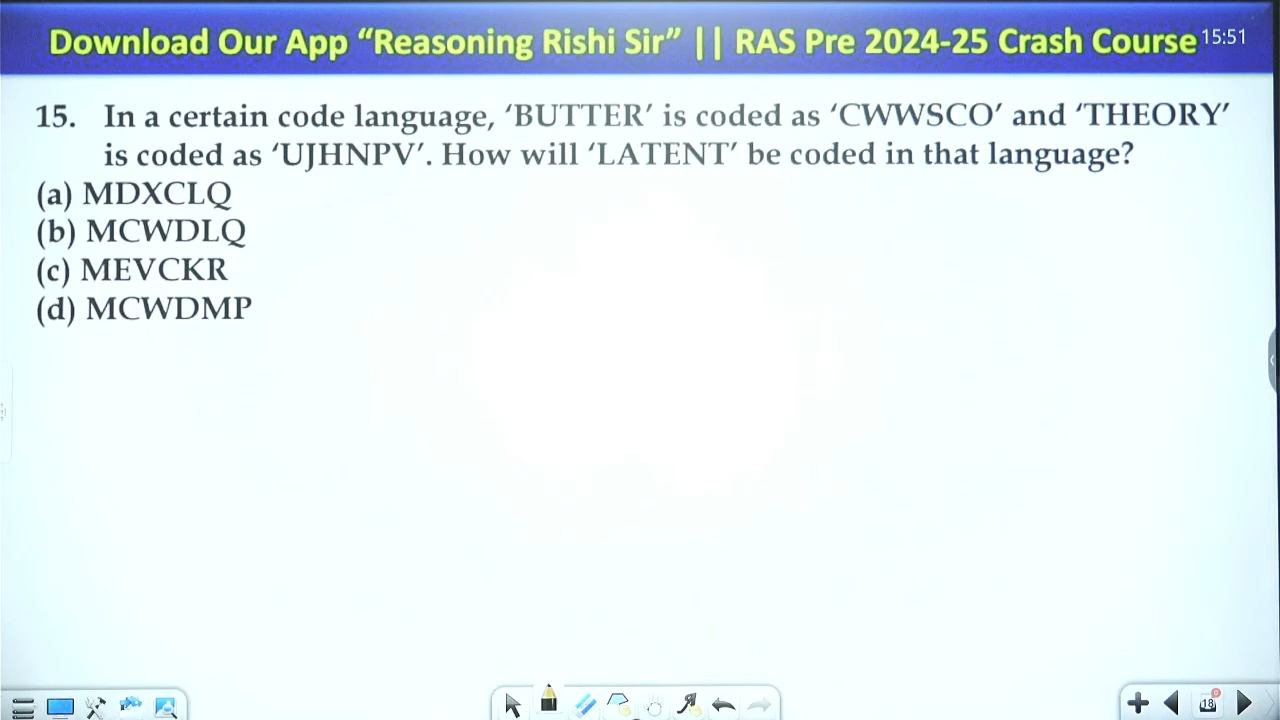 Download Our App “Reasoning Rishi Sir” || RAS Pre 2024-25 Crash Course 15:51
15. In a certain code language, ‘BUTTER’ is coded as ‘CWWSCO’ and ‘THEORY’
is coded as ‘UJHNPV’. How will ‘LATENT’ be coded in that language?
(a) MDXCLQ
(b) MCWDLQ
(c) MEVCKR
(d) MCWDMP
18